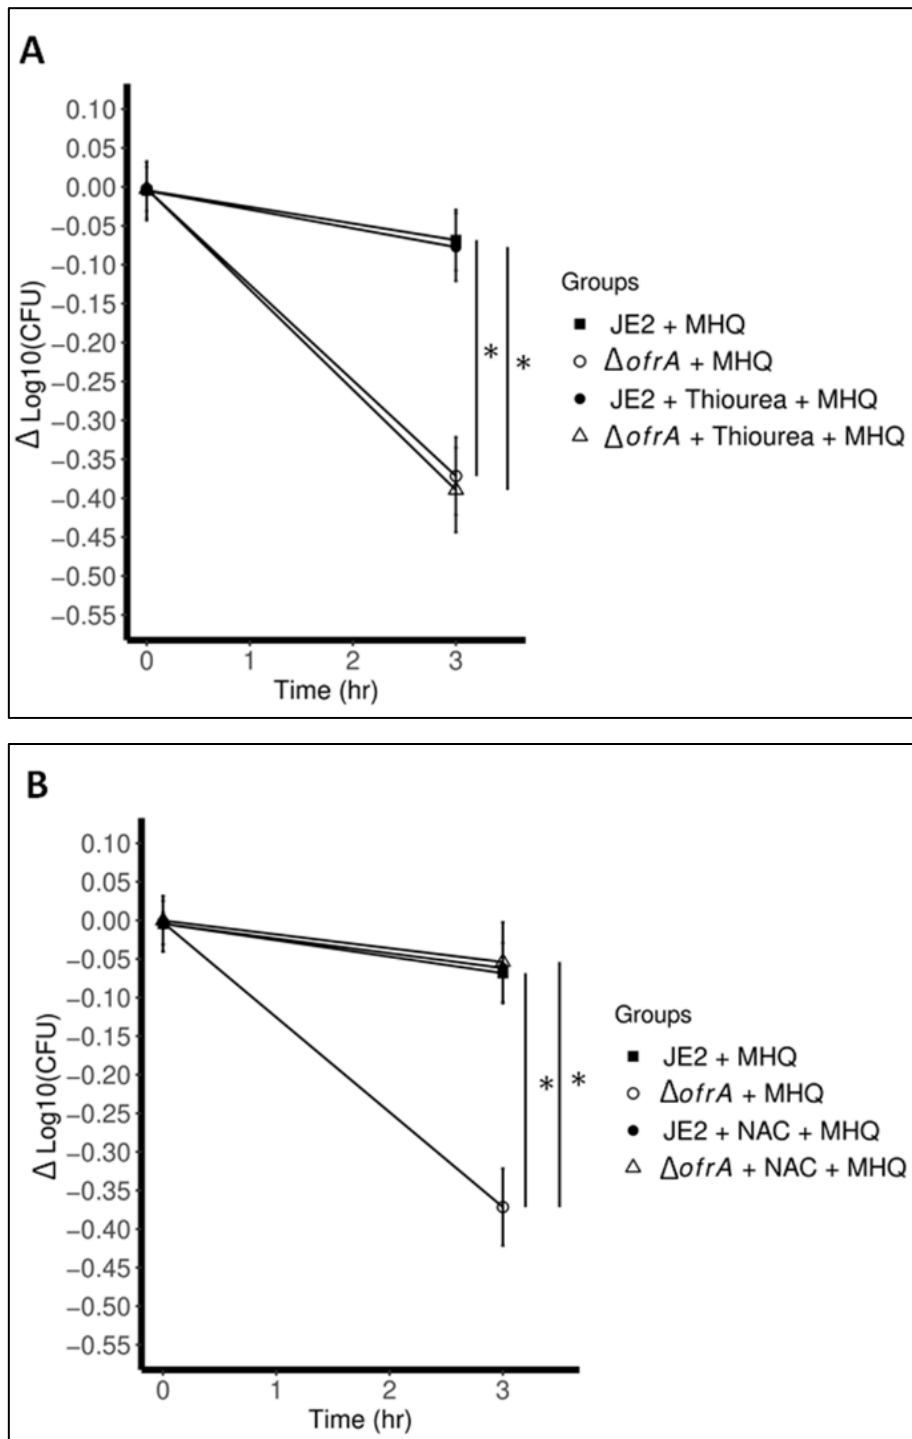 A
0.10
0.05
0.00
−0.05
−0.10
−0.15
−0.20
−0.25
−0.30
−0.35
−0.40
−0.45
−0.50
−0.55
Δ Log10(CFU)
0 1 2 3
Time (hr)
* *
Groups
JE2 + MHQ
ΔofrA + MHQ
JE2 + Thiourea + MHQ
ΔofrA + Thiourea + MHQ
B
0.10
0.05
0.00
−0.05
−0.10
−0.15
−0.20
−0.25
−0.30
−0.35
−0.40
−0.45
−0.50
−0.55
Δ Log10(CFU)
0 1 2 3
Time (hr)
* *
Groups
JE2 + MHQ
ΔofrA + MHQ
JE2 + NAC + MHQ
ΔofrA + NAC + MHQ